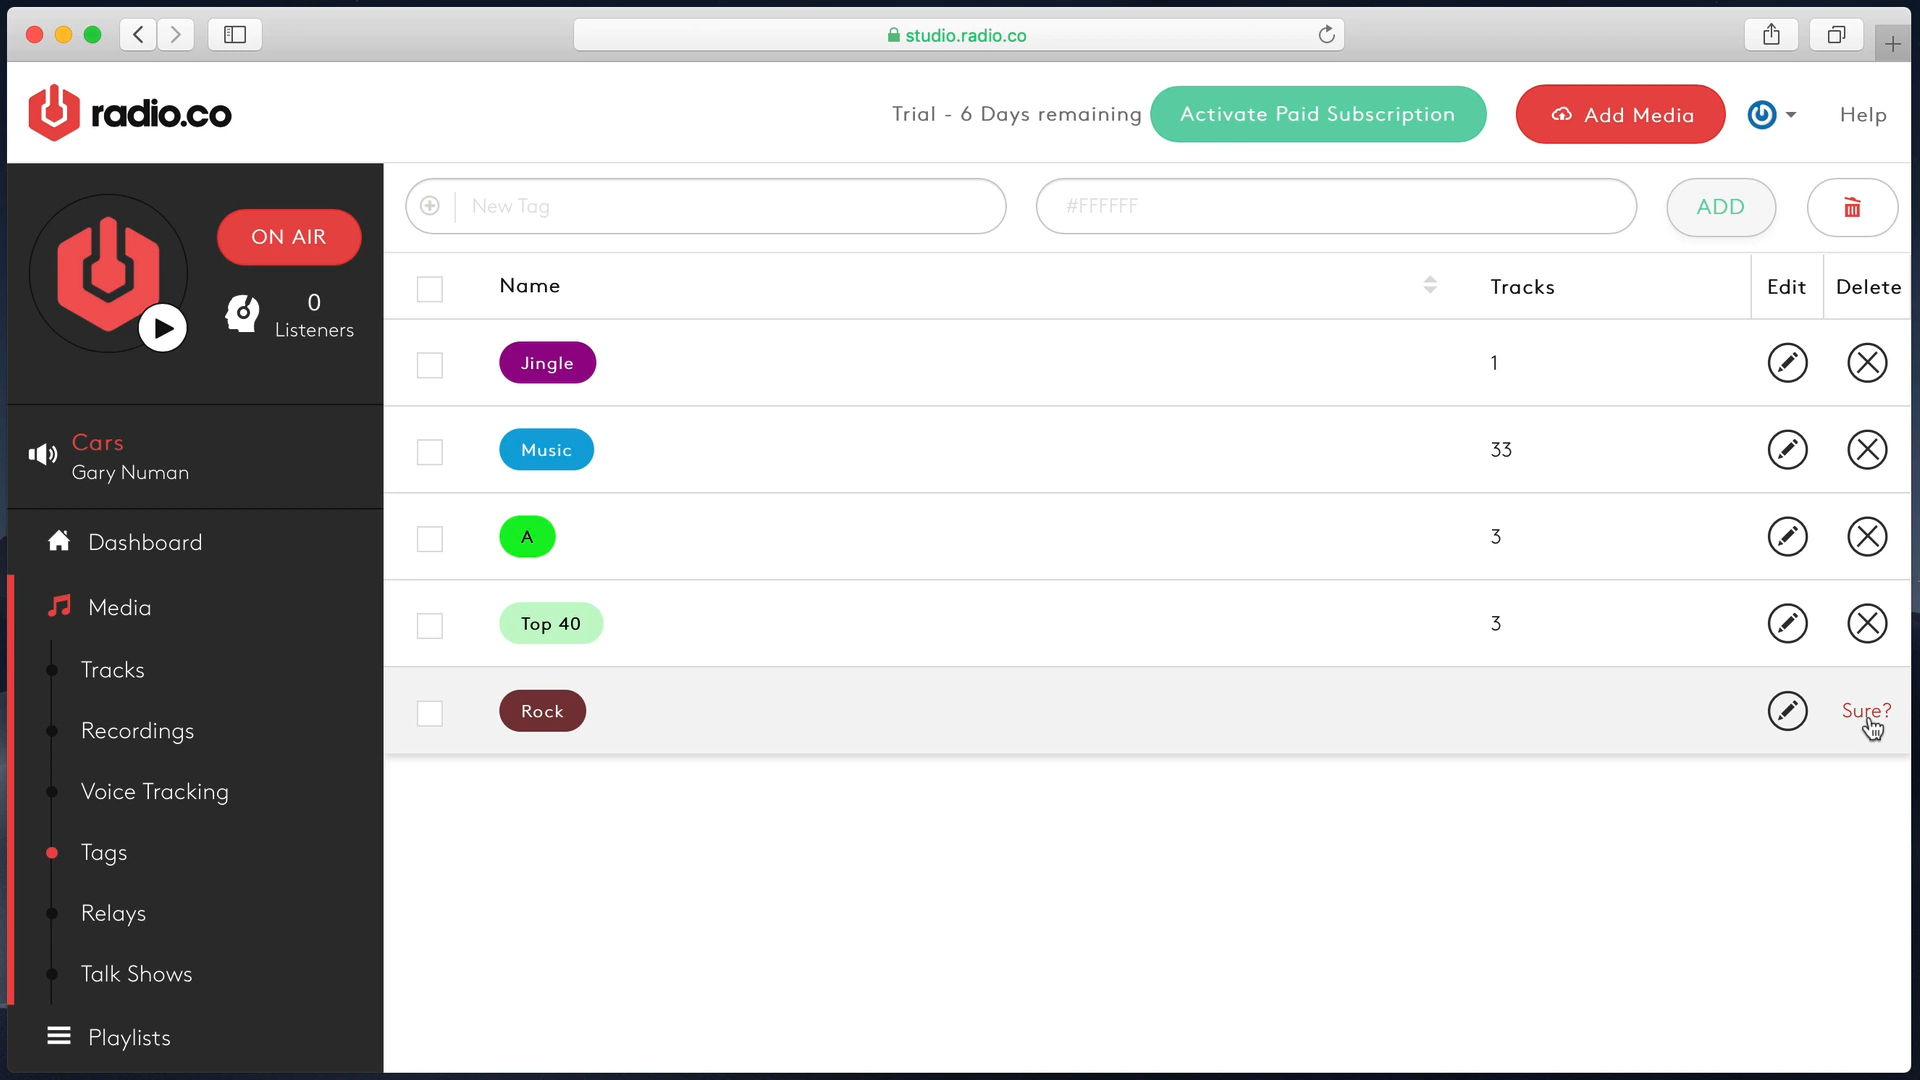 studio.radio.co
radio.co
Trial - 6 Days remaining
Activate Paid Subscription
Add Media
Help
ON AIR
0
Listeners
Cars
Gary Numan
Dashboard
Media
Tracks
Recordings
Voice Tracking
Tags
Relays
Talk Shows
Playlists
New Tag
#FFFFFF
ADD
Name Tracks Edit Delete
Jingle 1
Music 33
A 3
Top 40 3
Rock Sure?